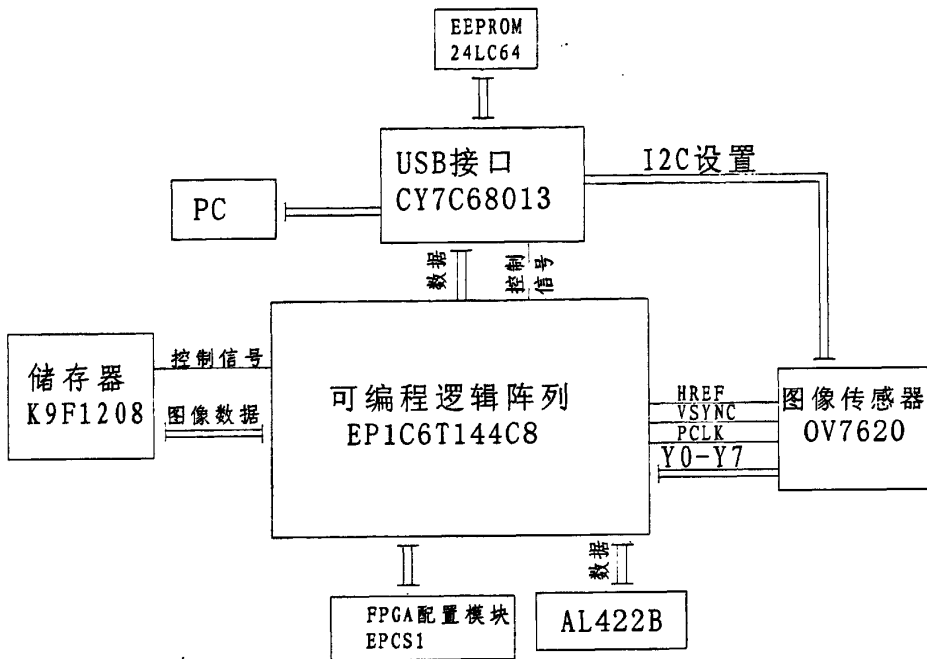 EEPROM
24LC64
USB接口
CY7C68013
I2C设置
PC
数据
控制
信号
储存器
K9F1208
控制信号
图像数据
可编程逻辑阵列
EP1C6T144C8
HREF
VSYNC
PCLK
Y0-Y7
图像传感器
OV7620
数据
FPGA配置模块
EPCS1
AL422B